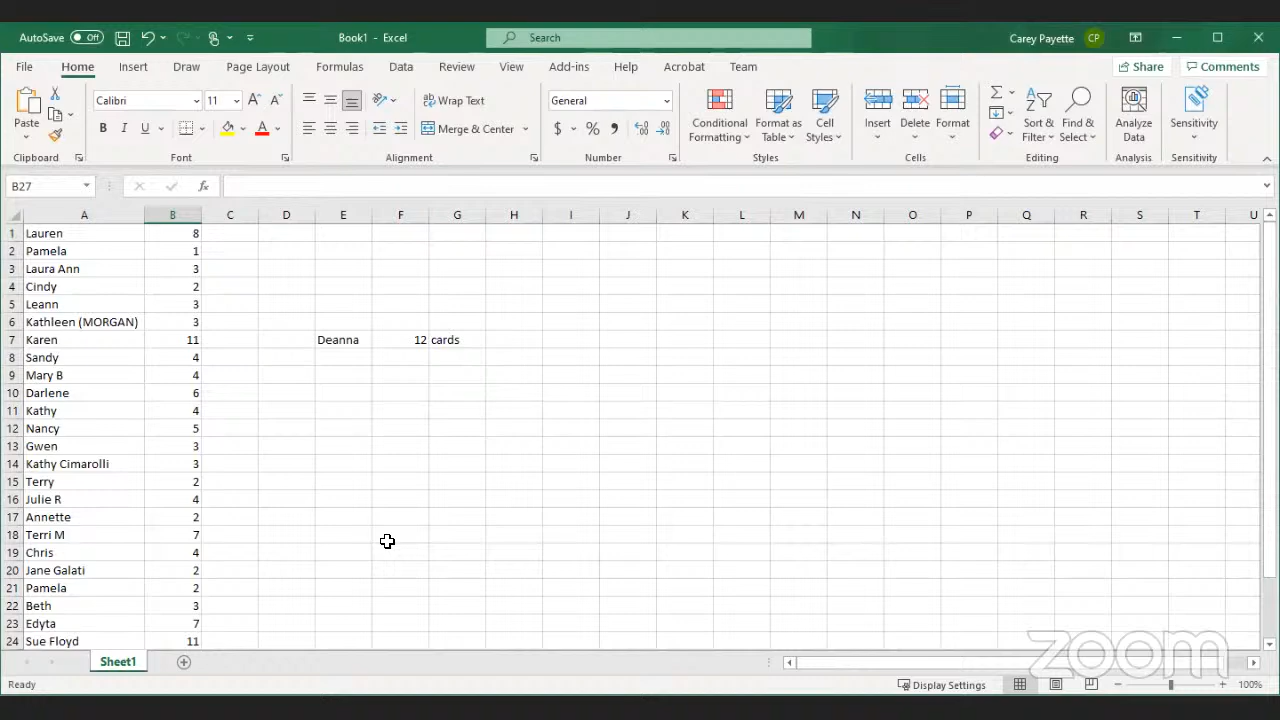 AutoSave Off Book1 - Excel Search Carey Payette CP
File Home Insert Draw Page Layout Formulas Data Review View Add-ins Help Acrobat Team Share Comments
Calibri 11 Wrap Text General
Paste Merge & Center Conditional Formatting Format as Table Cell Styles Insert Delete Format Sort & Filter Find & Select Analyze Data Sensitivity
Clipboard Font Alignment Number Styles Cells Editing Analysis Sensitivity
B27 fx
A B C D E F G H I J K L M N O P Q R S T U
1 Lauren 8
2 Pamela 1
3 Laura Ann 3
4 Cindy 2
5 Leann 3
6 Kathleen (MORGAN) 3
7 Karen 11 Deanna 12 cards
8 Sandy 4
9 Mary B 4
10 Darlene 6
11 Kathy 4
12 Nancy 5
13 Gwen 3
14 Kathy Cimarolli 3
15 Terry 2
16 Julie R 4
17 Annette 2
18 Terri M 7
19 Chris 4
20 Jane Galati 2
21 Pamela 2
22 Beth 3
23 Edyta 7
24 Sue Floyd 11
Sheet1
zoom
Ready Display Settings 100%